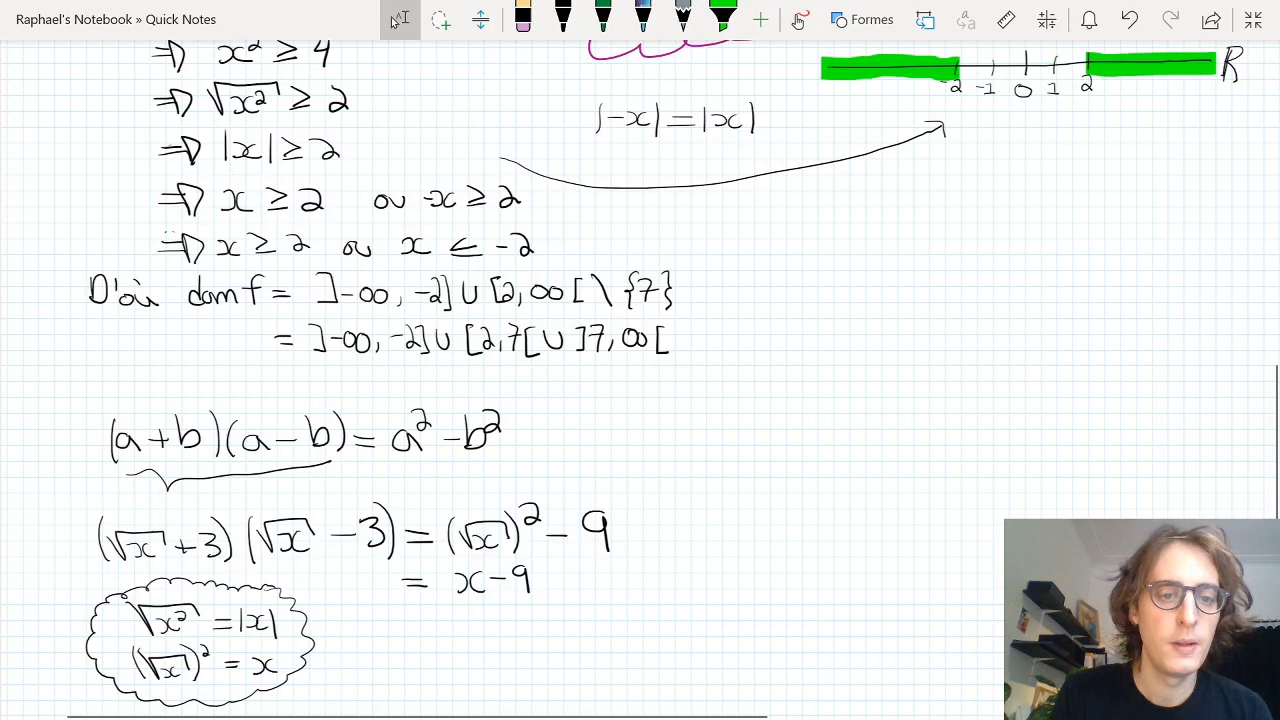 Raphael's Notebook » Quick Notes
Formes
⇒ x² ≥ 4
⇒ √x² ≥ 2
⇒ |x| ≥ 2
⇒ x ≥ 2 ou -x ≥ 2
⇒ x ≥ 2 ou x ≤ -2
|-x| = |x|
-2 -1 0 1 2 ℝ
D'où dom f = ]-∞, -2] ∪ [2, ∞[ \ {7}
= ]-∞, -2] ∪ [2, 7[ ∪ ]7, ∞[
(a + b)(a - b) = a² - b²
(√x + 3)(√x - 3) = (√x)² - 9
= x - 9
√x² = |x|
(√x)² = x